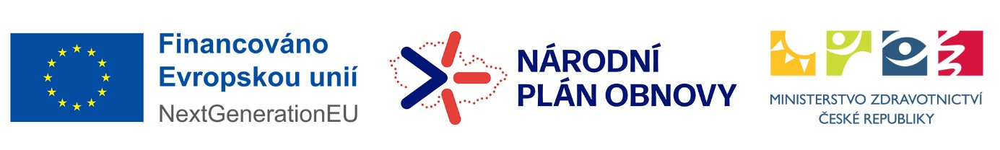 Financováno
Evropskou unií
NextGenerationEU
NÁRODNÍ
PLÁN OBNOVY
MINISTERSTVO ZDRAVOTNICTVÍ
ČESKÉ REPUBLIKY